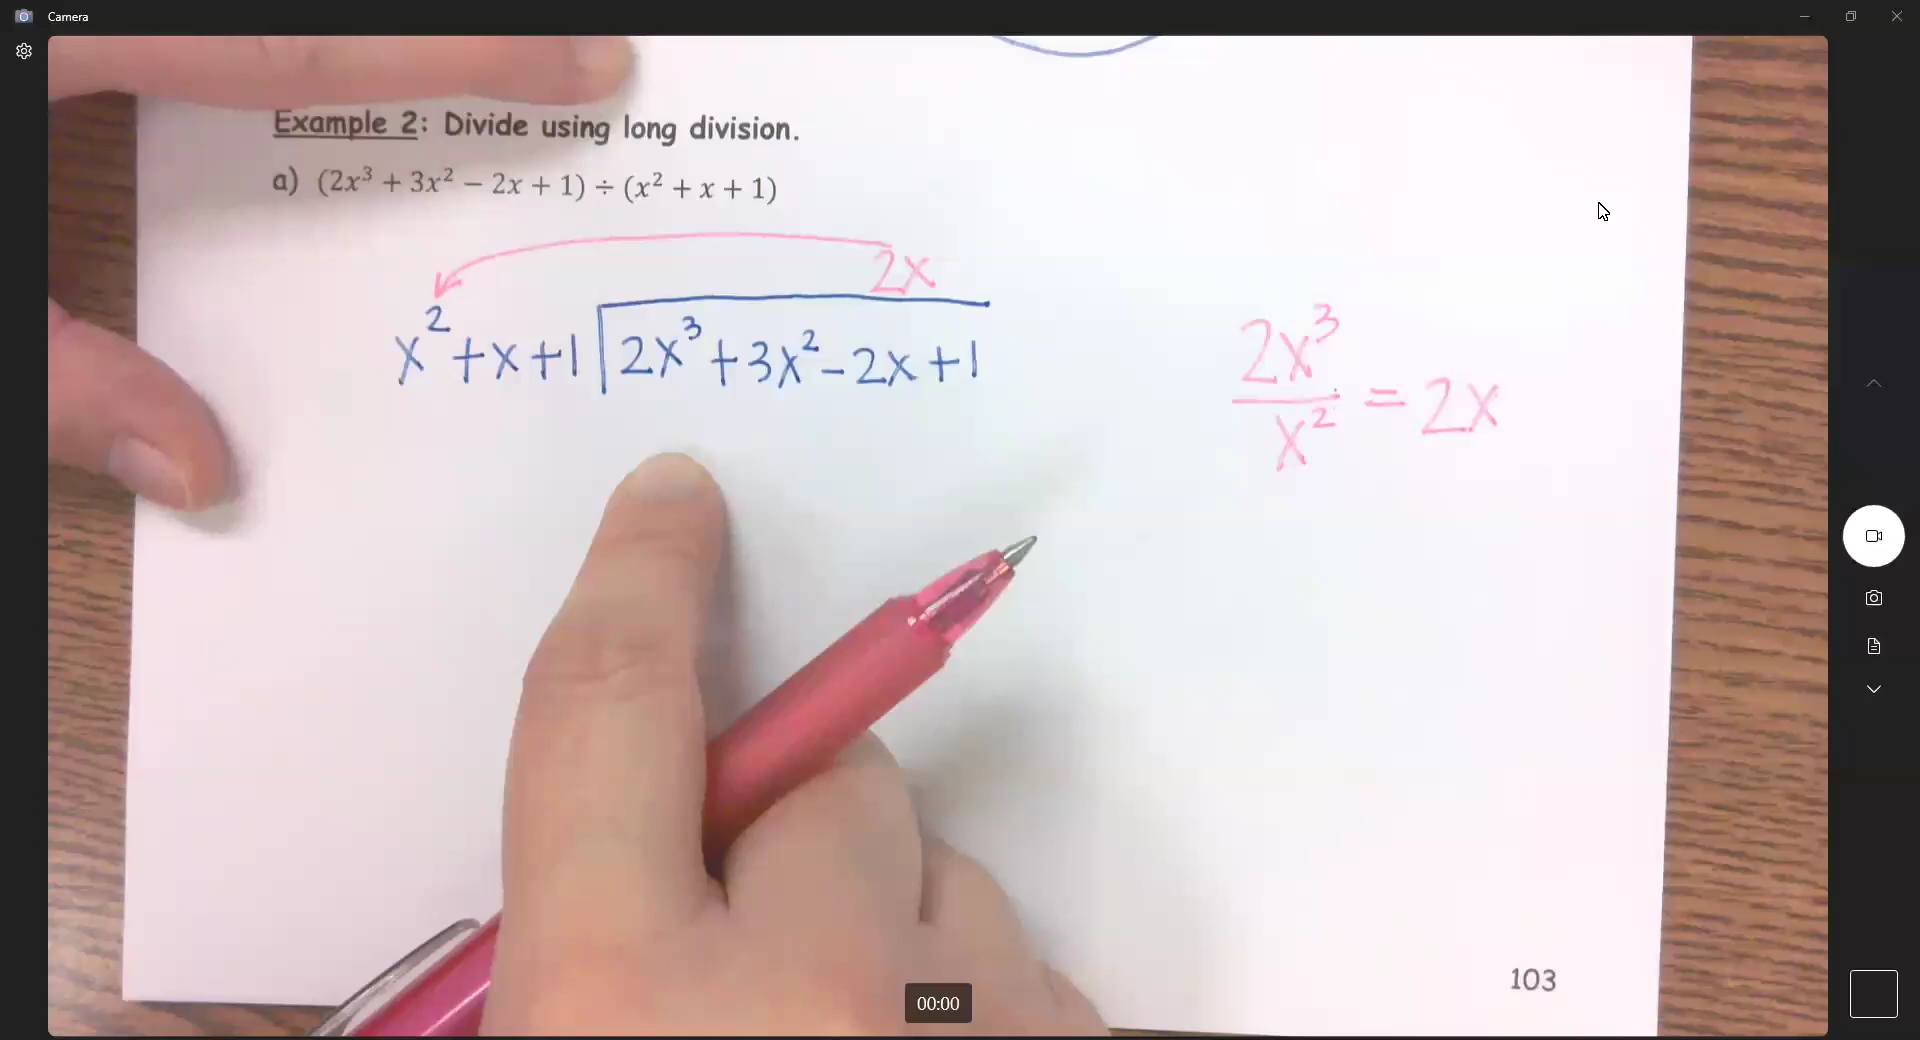 Camera
Example 2: Divide using long division.
a) (2x³ + 3x² − 2x + 1) ÷ (x² + x + 1)
2x
x² + x + 1 2x³ + 3x² - 2x + 1
2x³
x² = 2x
103
00:00